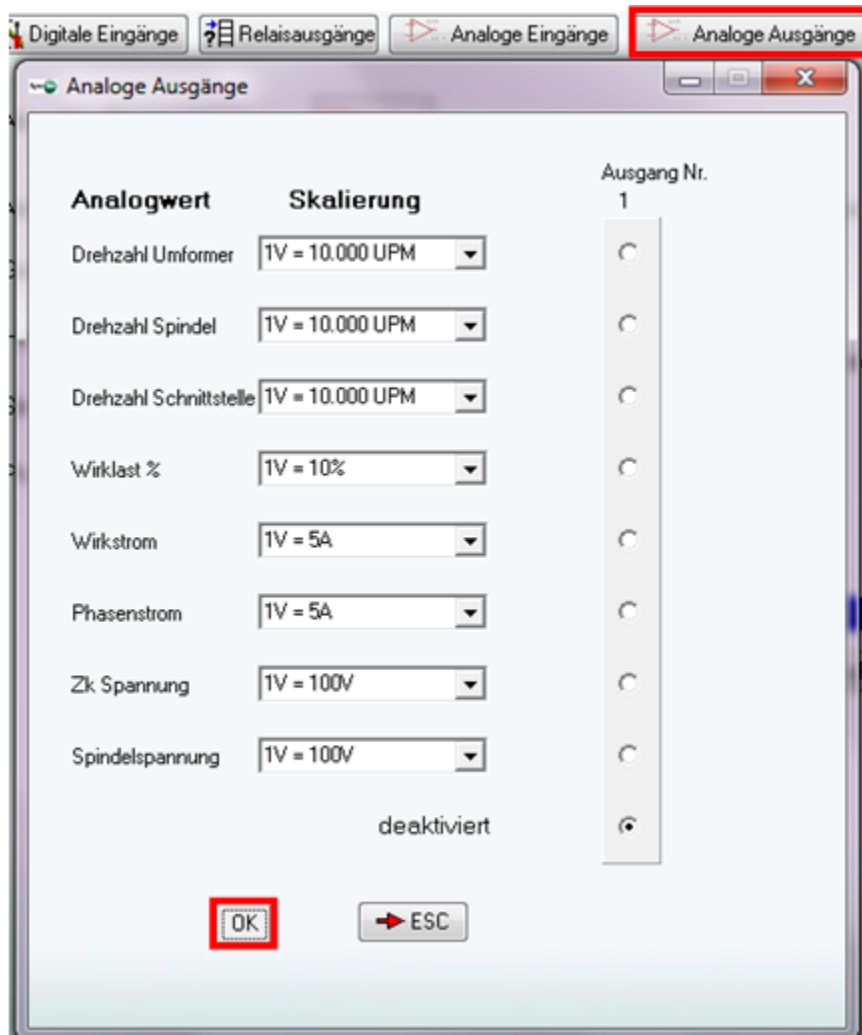 Digitale Eingänge Relaisausgänge Analoge Eingänge Analoge Ausgänge
Analoge Ausgänge
Ausgang Nr.
Analogwert Skalierung 1
Drehzahl Umformer 1V = 10.000 UPM
Drehzahl Spindel 1V = 10.000 UPM
Drehzahl Schnittstelle 1V = 10.000 UPM
Wirklast % 1V = 10%
Wirkstrom 1V = 5A
Phasenstrom 1V = 5A
Zk Spannung 1V = 100V
Spindelspannung 1V = 100V
deaktiviert
OK ESC